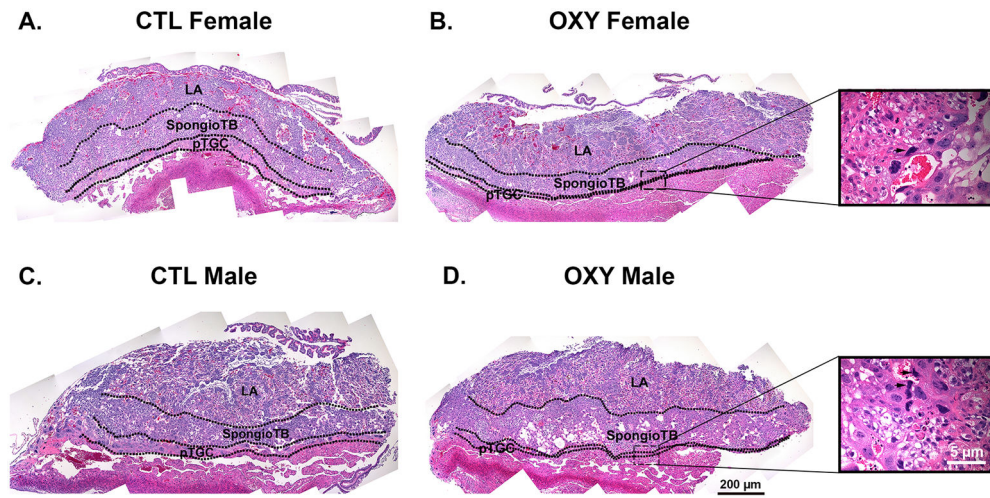 A. CTL Female
LA
SpongioTB
pTGC
B. OXY Female
LA
SpongioTB
pTGC
C. CTL Male
LA
SpongioTB
pTGC
D. OXY Male
LA
SpongioTB
pTGC
5 µm
200 µm